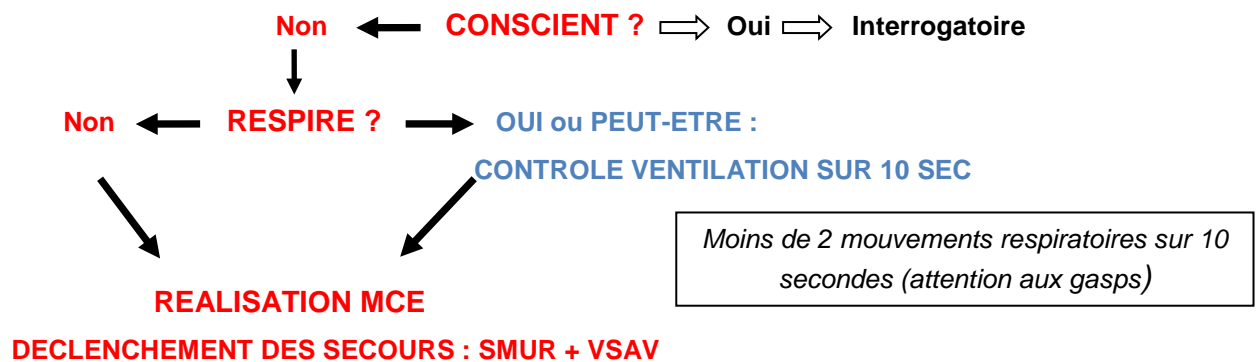 Non CONSCIENT ? Oui Interrogatoire
Non RESPIRE ? OUI ou PEUT-ETRE :
CONTROLE VENTILATION SUR 10 SEC
Moins de 2 mouvements respiratoires sur 10
secondes (attention aux gasps)
REALISATION MCE
DECLENCHEMENT DES SECOURS : SMUR + VSAV